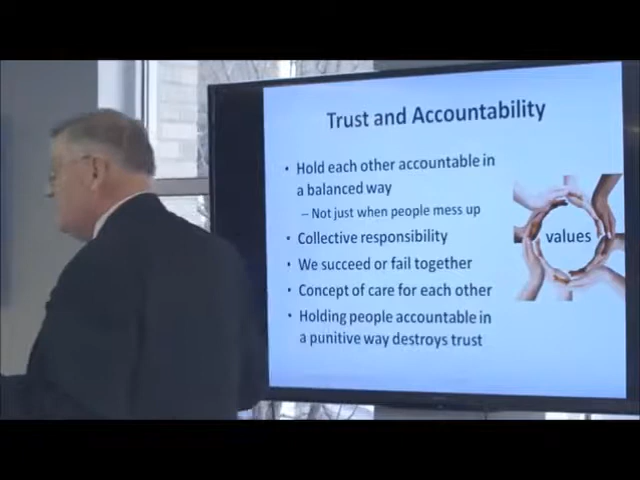 Trust and Accountability
• Hold each other accountable in
a balanced way
– Not just when people mess up
• Collective responsibility
• We succeed or fail together
• Concept of care for each other
• Holding people accountable in
a punitive way destroys trust
values